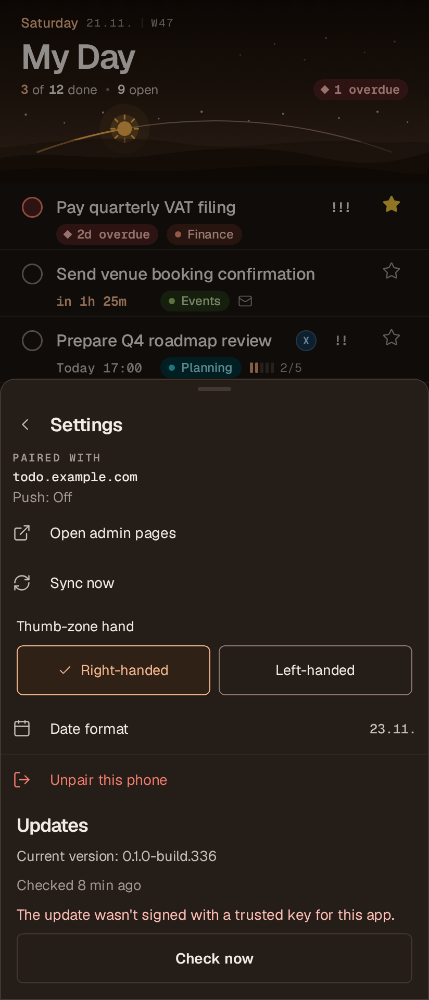 Saturday 21.11. | W47
My Day
3 of 12 done • 9 open
◆ 1 overdue
Pay quarterly VAT filing !!!
◆ 2d overdue • Finance
Send venue booking confirmation
in 1h 25m • Events
Prepare Q4 roadmap review X !!
Today 17:00 • Planning 2/5
Settings
PAIRED WITH
todo.example.com
Push: Off
Open admin pages
Sync now
Thumb-zone hand
Right-handed Left-handed
Date format 23.11.
Unpair this phone
Updates
Current version: 0.1.0-build.336
Checked 8 min ago
The update wasn't signed with a trusted key for this app.
Check now